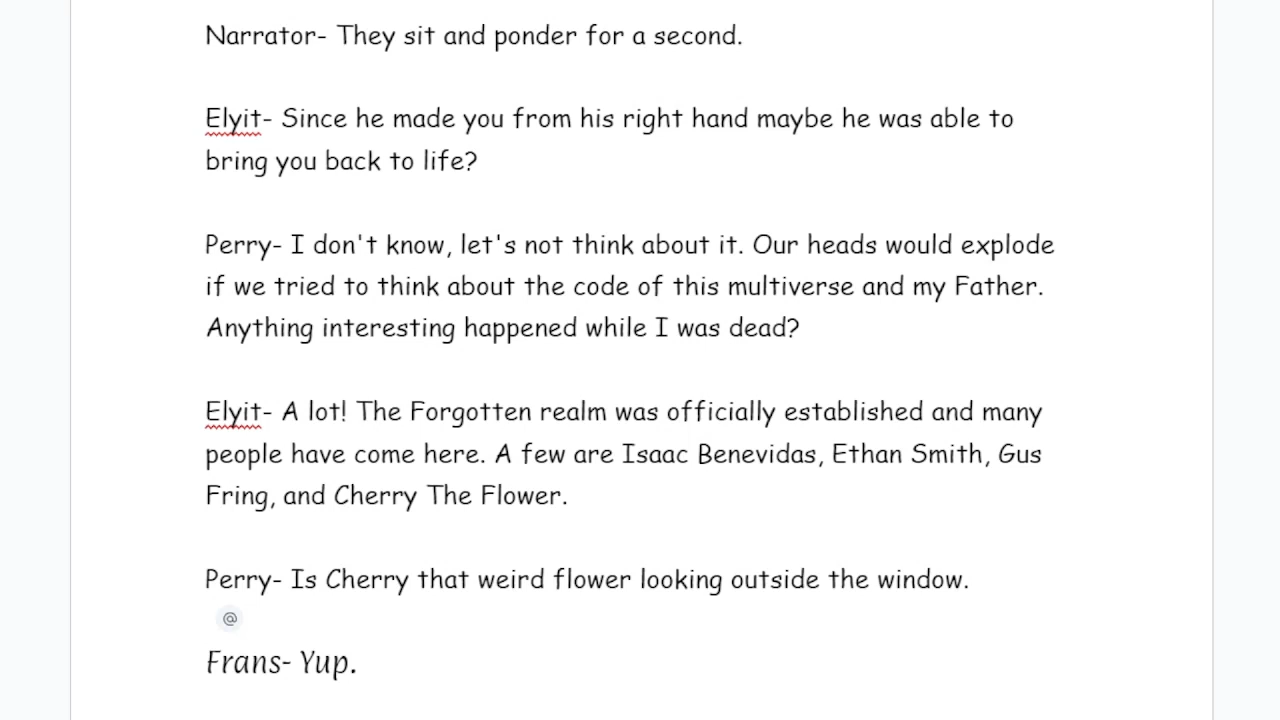 Narrator- They sit and ponder for a second.
Elyit- Since he made you from his right hand maybe he was able to
bring you back to life?
Perry- I don't know, let's not think about it. Our heads would explode
if we tried to think about the code of this multiverse and my Father.
Anything interesting happened while I was dead?
Elyit- A lot! The Forgotten realm was officially established and many
people have come here. A few are Isaac Benevidas, Ethan Smith, Gus
Fring, and Cherry The Flower.
Perry- Is Cherry that weird flower looking outside the window.
@
Frans- Yup.